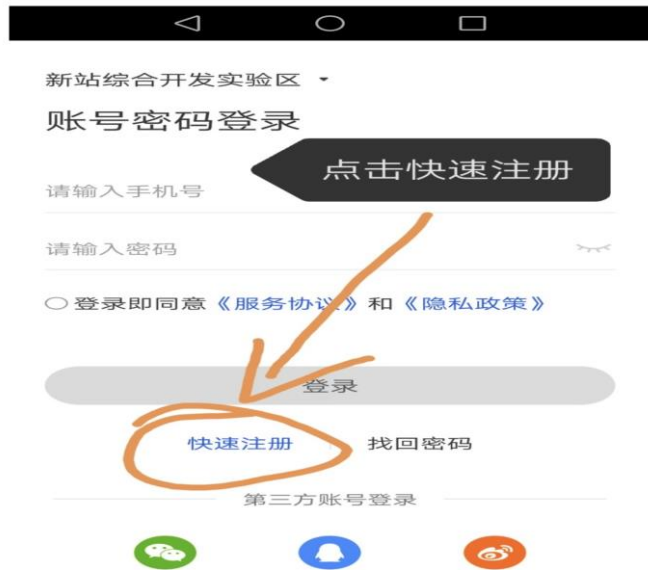 新站综合开发实验区
账号密码登录
点击快速注册
请输入手机号
请输入密码
登录即同意《服务协议》和《隐私政策》
登录
快速注册 找回密码
第三方账号登录